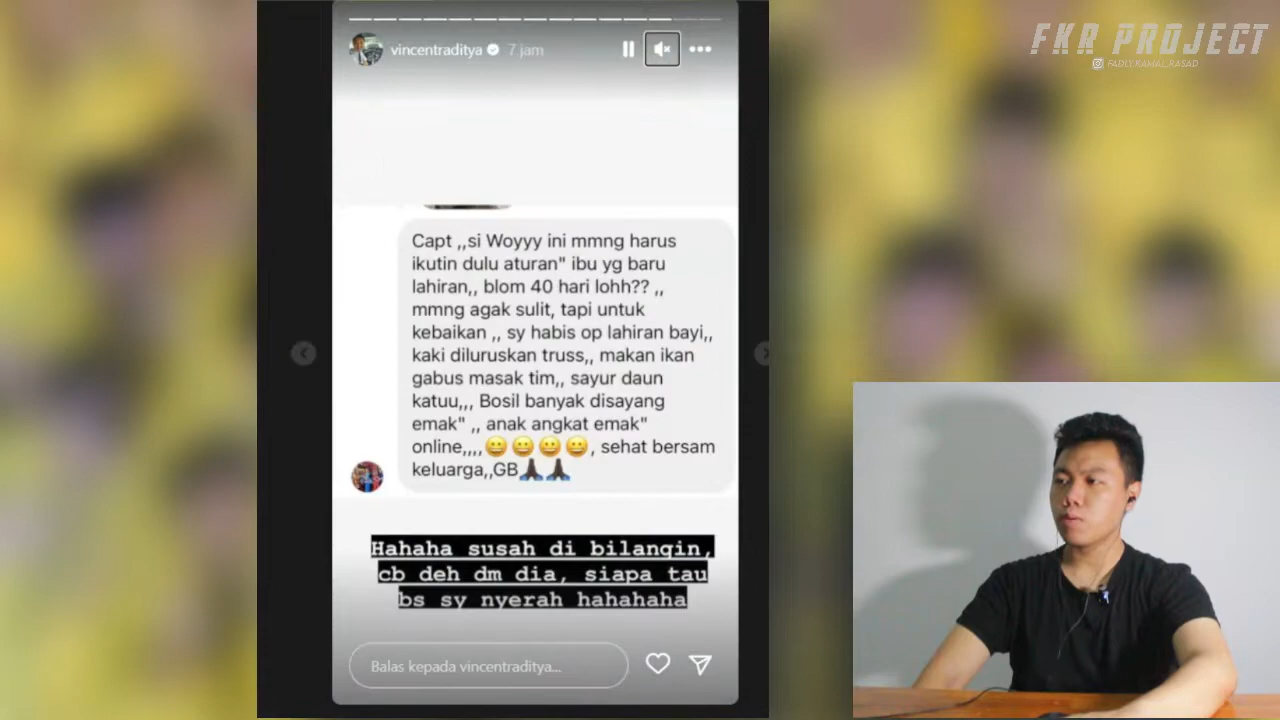 vincentraditya 7 jam
FKR PROJECT
FADLY.KAMAL_RASAD
Capt ,,si Woyyy ini mmng harus
ikutin dulu aturan" ibu yg baru
lahiran,, blom 40 hari lohh?? ,,
mmng agak sulit, tapi untuk
kebaikan ,, sy habis op lahiran bayi,,
kaki diluruskan truss,, makan ikan
gabus masak tim,, sayur daun
katuu,,, Bosil banyak disayang
emak" ,, anak angkat emak"
online,,,,😀😀😀😀, sehat bersam
keluarga,,GB🙏🏿🙏🏿
Hahaha susah di bilangin,
cb deh dm dia, siapa tau
bs sy nyerah hahahaha
Balas kepada vincentraditya...